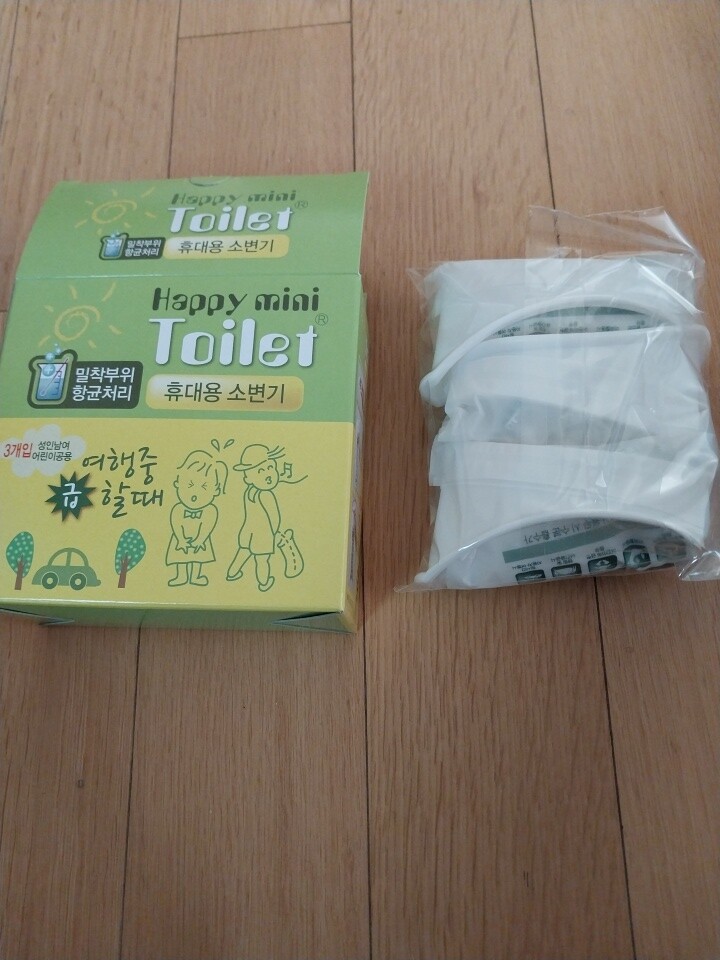 Happy mini
Toilet®
밀착부위
항균처리
휴대용 소변기
Happy mini
Toilet®
밀착부위
항균처리
휴대용 소변기
3개입
성인남여
어린이공용
여행중
급
할때